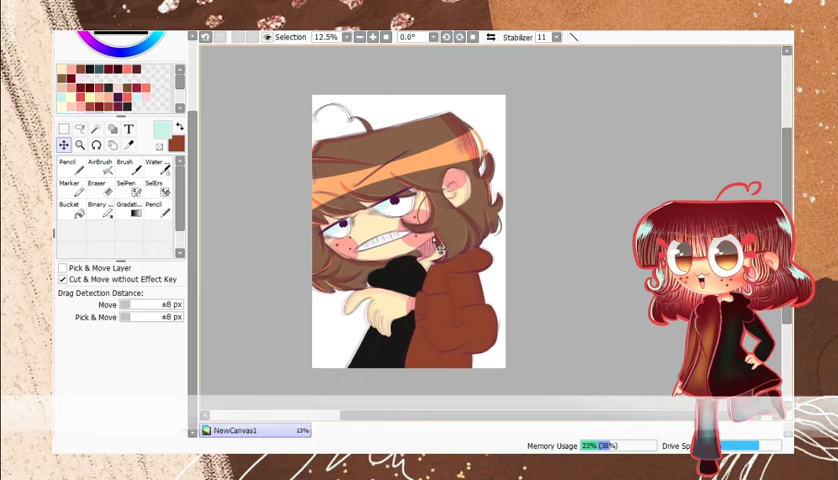 Selection 12.5% 0.0° Stabilizer 11
T
Pencil AirBrush Brush Water ...
Marker Eraser SelPen SelErs
Bucket Binary ... Gradati... Pencil
Pick & Move Layer
Cut & Move without Effect Key
Drag Detection Distance:
Move ±8 px
Pick & Move ±8 px
NewCanvas1 13%
Memory Usage 23% (38%) Drive Sp